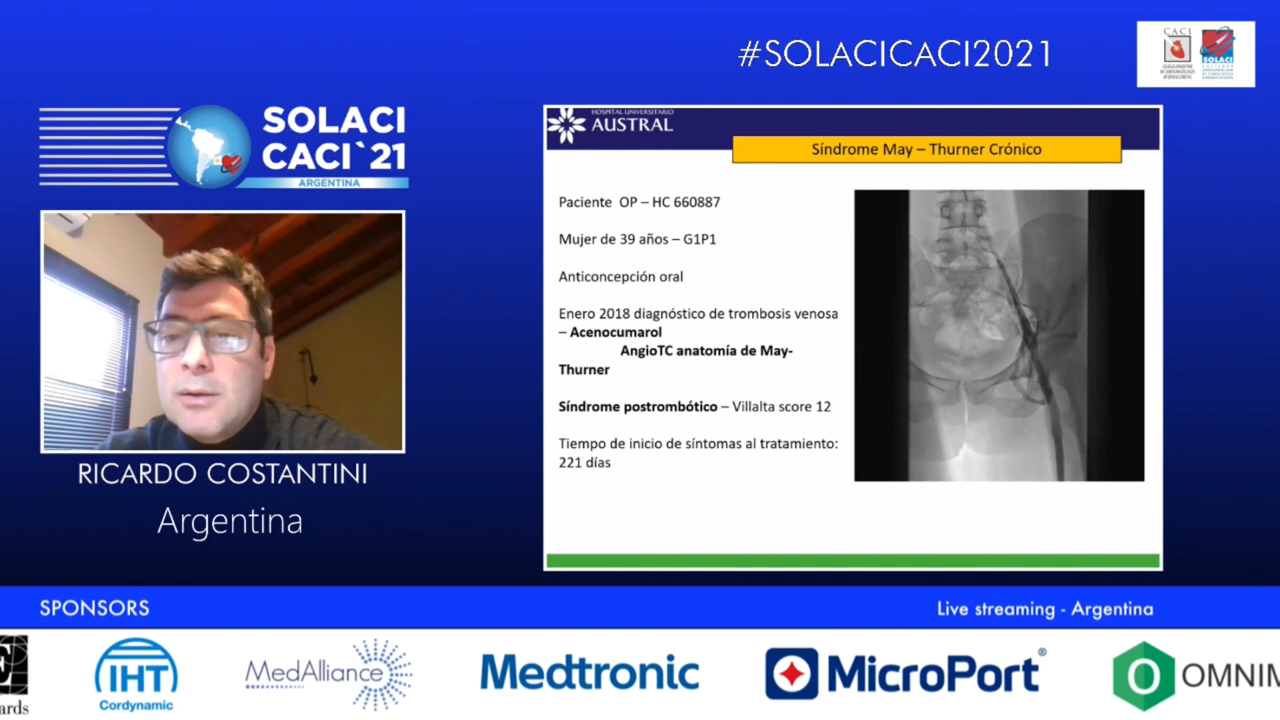 #SOLACICACI2021
CACI
SOLACI
SOLACI
CACI`21
ARGENTINA
HOSPITAL UNIVERSITARIO
AUSTRAL
Síndrome May – Thurner Crónico
Paciente OP – HC 660887
Mujer de 39 años – G1P1
Anticoncepción oral
Enero 2018 diagnóstico de trombosis venosa
– Acenocumarol
AngioTC anatomía de May-
Thurner
Síndrome postrombótico – Villalta score 12
Tiempo de inicio de síntomas al tratamiento:
221 días
RICARDO COSTANTINI
Argentina
SPONSORS
Live streaming - Argentina
IHT
Cordynamic
MedAlliance
Medtronic
MicroPort®
OMNIM